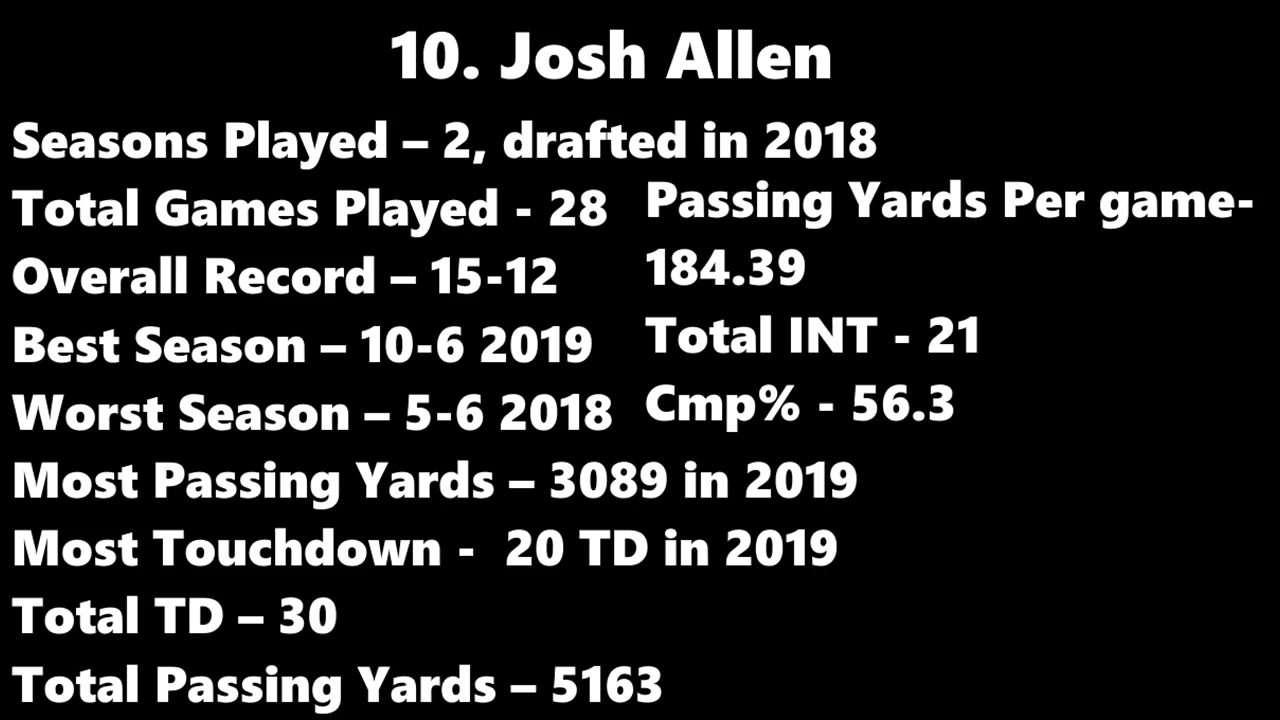 10. Josh Allen
Seasons Played – 2, drafted in 2018
Total Games Played - 28
Overall Record – 15-12
Best Season – 10-6 2019
Worst Season – 5-6 2018
Most Passing Yards – 3089 in 2019
Most Touchdown -  20 TD in 2019
Total TD – 30
Total Passing Yards – 5163
Passing Yards Per game-
184.39
Total INT - 21
Cmp% - 56.3